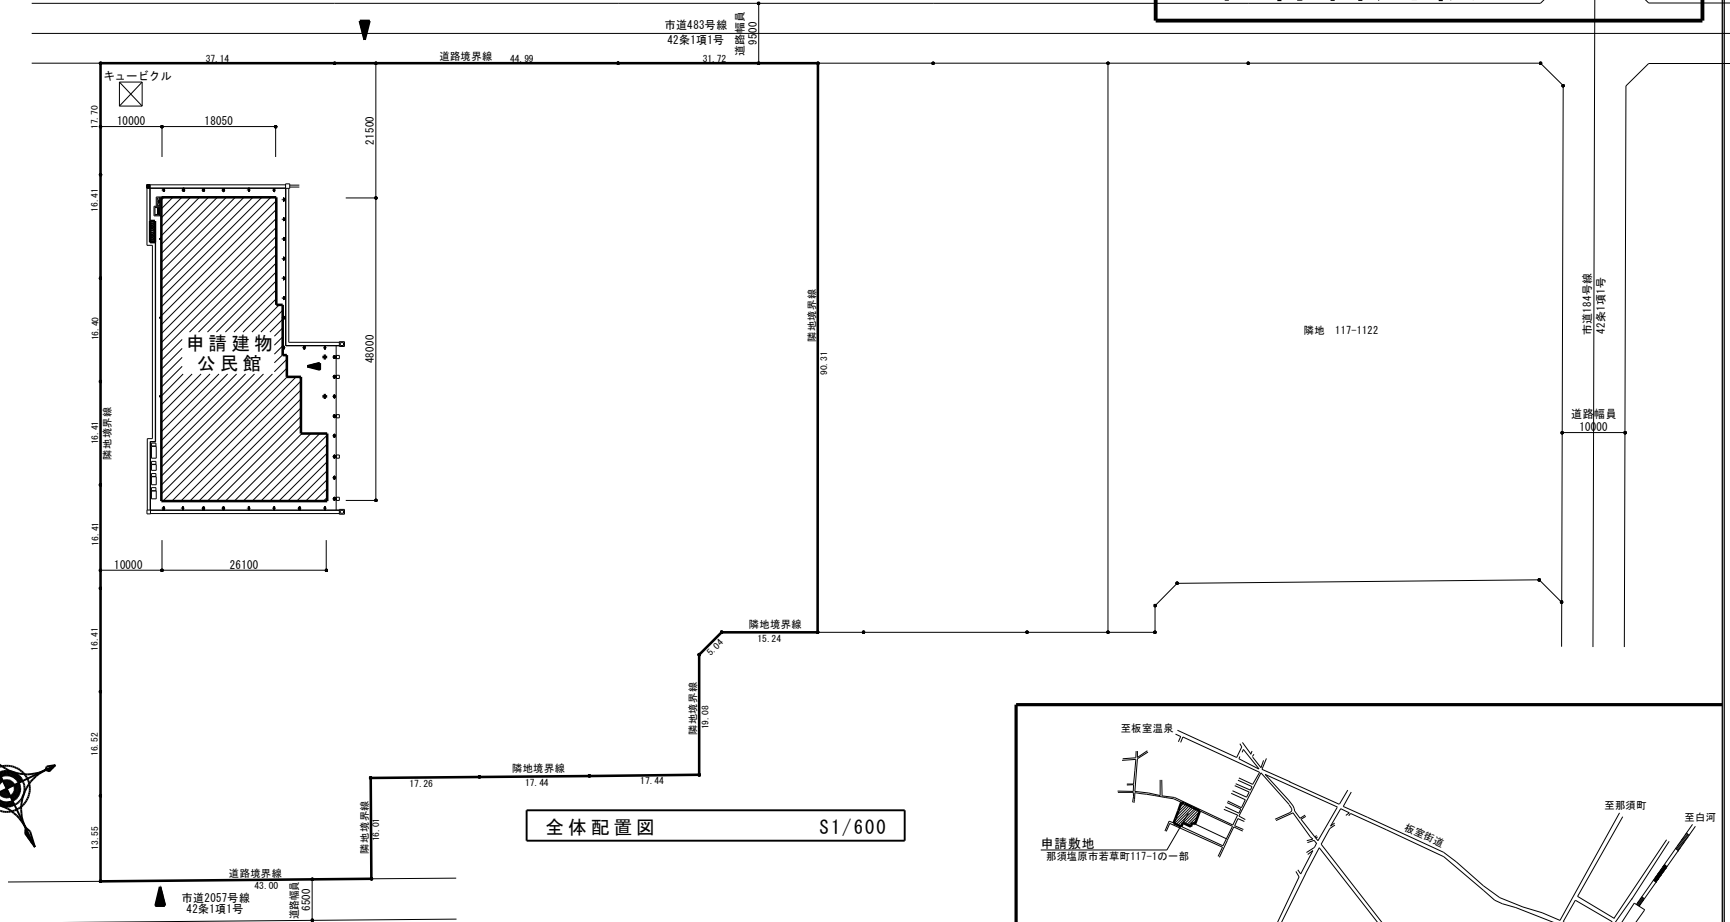 市道483号線
42条1項1号
道路幅員
9500
37.14
道路境界線
44.99
31.72
キュービクル
17.70
10000
18050
21500
16.41
16.40
隣地境界線
90.31
申請建物
公民館
48000
隣地 117-1122
市道184号線
42条1項1号
道路幅員
10000
16.41
隣地境界線
16.41
10000
26100
16.41
隣地境界線
15.24
5.04
隣地境界線
19.08
16.52
隣地境界線
17.26
17.44
17.44
隣地境界線
16.01
13.55
全体配置図 S1/600
道路境界線
43.00
市道2057号線
42条1項1号
道路幅員
6500
至板室温泉
申請敷地
那須塩原市若草町117-1の一部
板室街道
至那須町
至白河